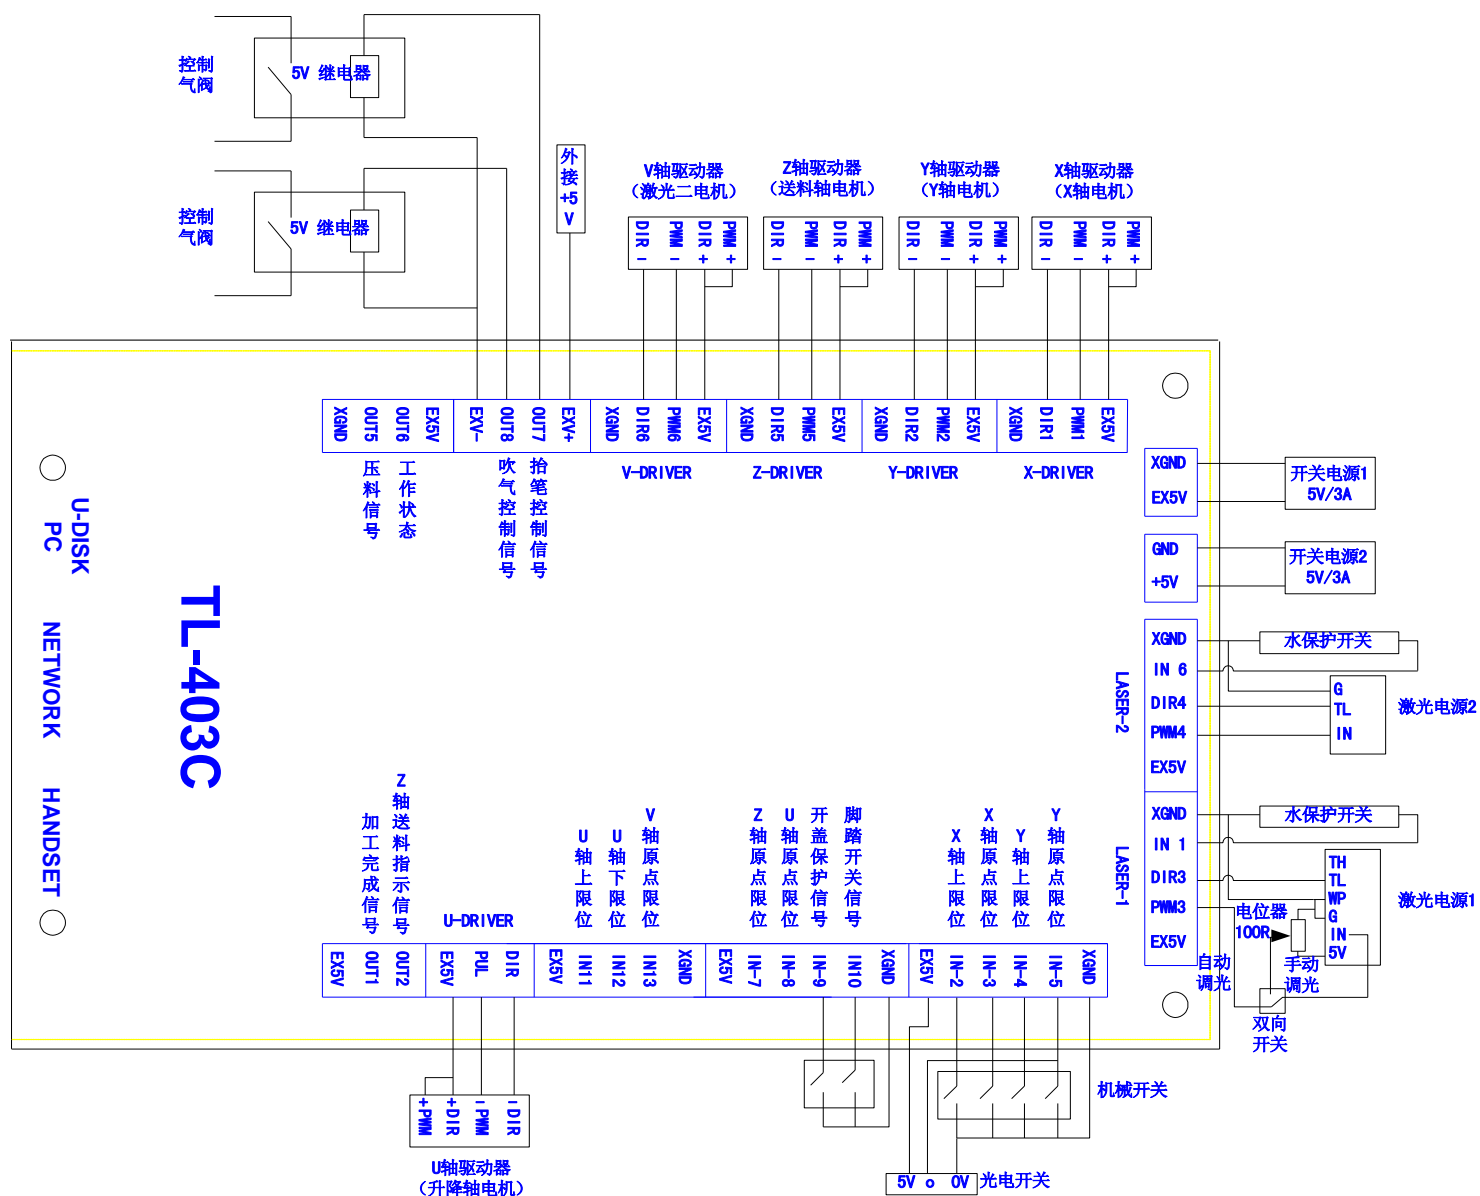 控制
气阀
5V 继电器
控制
气阀
5V 继电器
外接+5V
V轴驱动器
(激光二电机)
DIR -
PWM -
DIR +
PWM +
Z轴驱动器
(送料轴电机)
DIR -
PWM -
DIR +
PWM +
Y轴驱动器
(Y轴电机)
DIR -
PWM -
DIR +
PWM +
X轴驱动器
(X轴电机)
DIR -
PWM -
DIR +
PWM +
XGND
OUT5
OUT6
EX5V
EXV-
OUT8
OUT7
EXV+
XGND
DIR6
PWM6
EX5V
XGND
DIR5
PWM5
EX5V
XGND
DIR2
PWM2
EX5V
XGND
DIR1
PWM1
EX5V
压料信号
工作状态
吹气控制信号
抬笔控制信号
V-DRIVER
Z-DRIVER
Y-DRIVER
X-DRIVER
XGND
EX5V
开关电源1
5V/3A
GND
+5V
开关电源2
5V/3A
U-DISK
PC
NETWORK
HANDSET
TL-403C
LASER-2
XGND
IN 6
DIR4
PWM4
EX5V
水保护开关
G
TL
IN
激光电源2
LASER-1
XGND
IN 1
DIR3
PWM3
EX5V
水保护开关
TH
TL
WP
G
IN
5V
激光电源1
电位器
100R
自动
调光
手动
调光
双向
开关
加工完成信号
Z轴送料指示信号
U-DRIVER
U轴上限位
U轴下限位
V轴原点限位
Z轴原点限位
U轴原点限位
开盖保护信号
脚踏开关信号
X轴上限位
X轴原点限位
Y轴上限位
Y轴原点限位
EX5V
OUT1
OUT2
EX5V
PUL
DIR
EX5V
IN11
IN12
IN13
XGND
EX5V
IN-7
IN-8
IN-9
IN10
XGND
EX5V
IN-2
IN-3
IN-4
IN-5
XGND
+PWM
+DIR
-PWM
-DIR
U轴驱动器
(升降轴电机)
机械开关
5V o 0V
光电开关